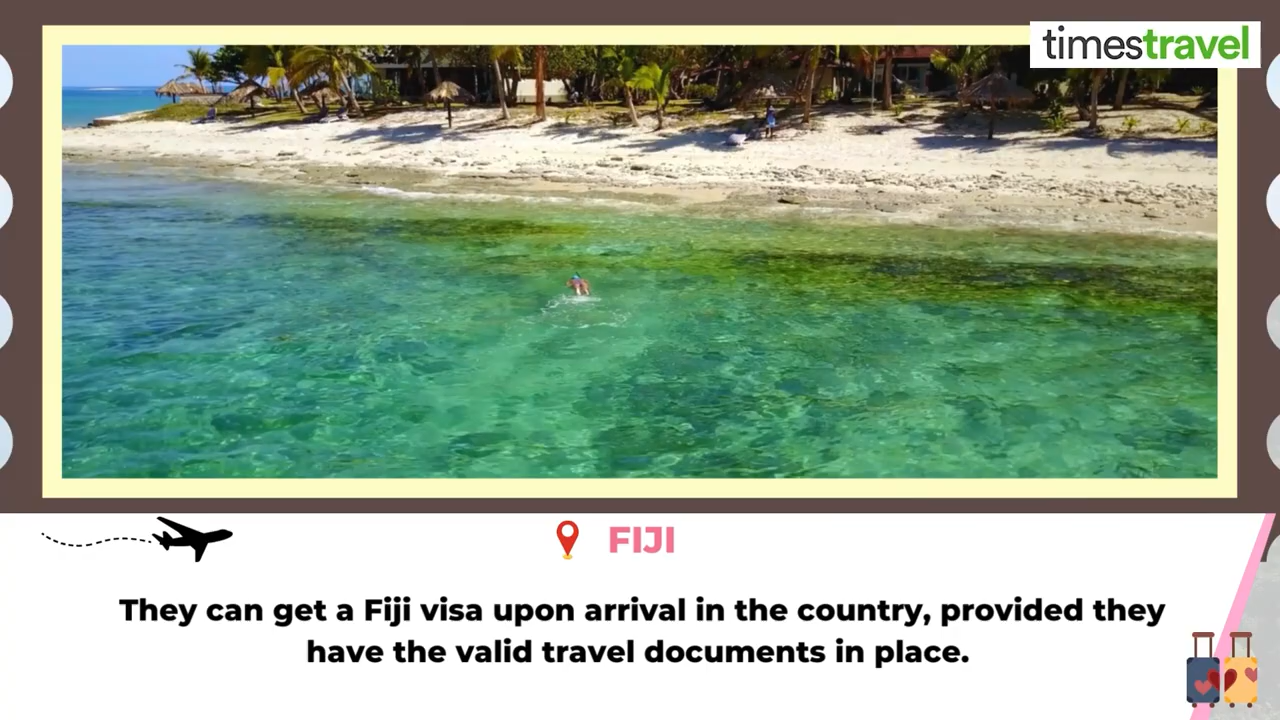 timestravel
FIJI
They can get a Fiji visa upon arrival in the country, provided they
have the valid travel documents in place.